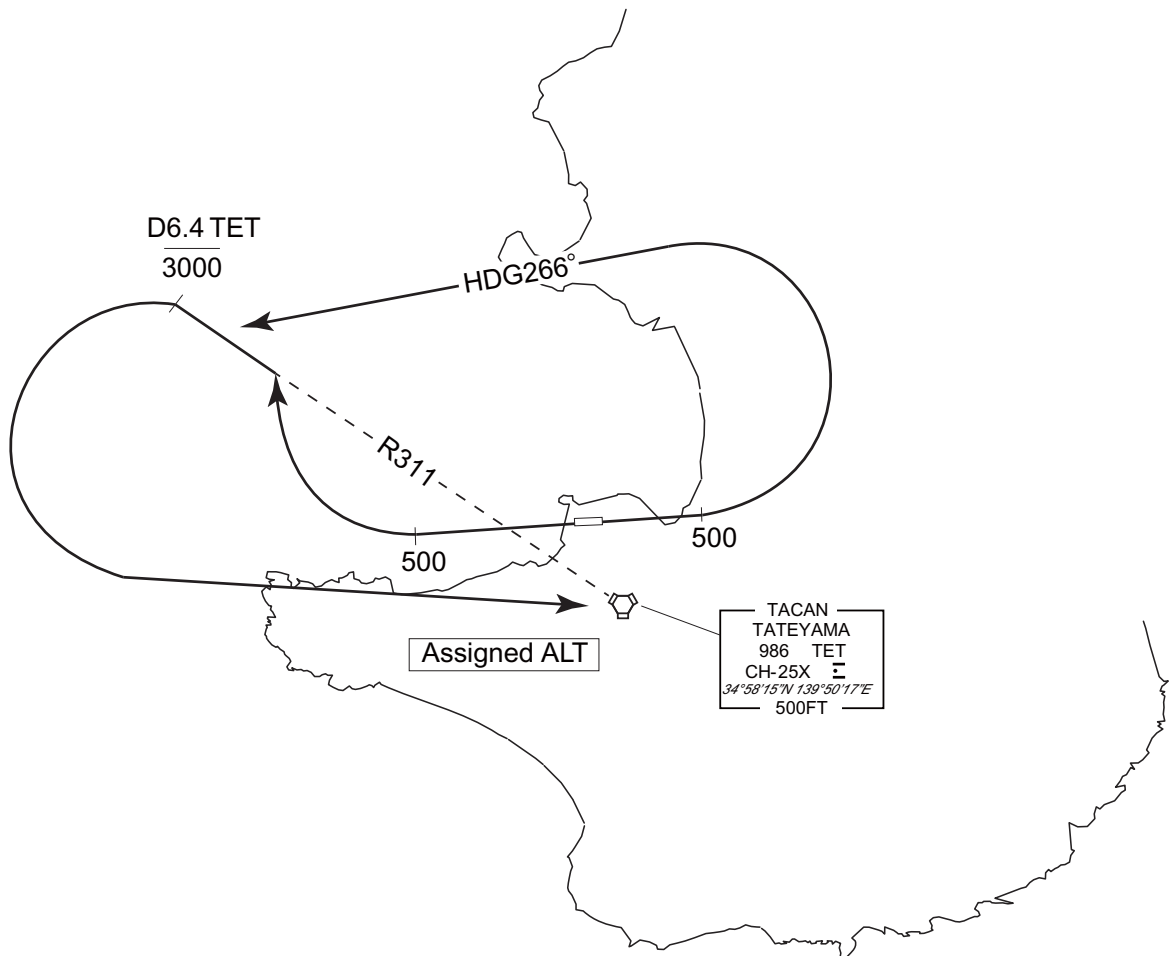 D6.4 TET
3000
HDG266°
R311
500
500
Assigned ALT
TACAN
TATEYAMA
986 TET
CH-25X
34°58'15"N 139°50'17"E
500FT